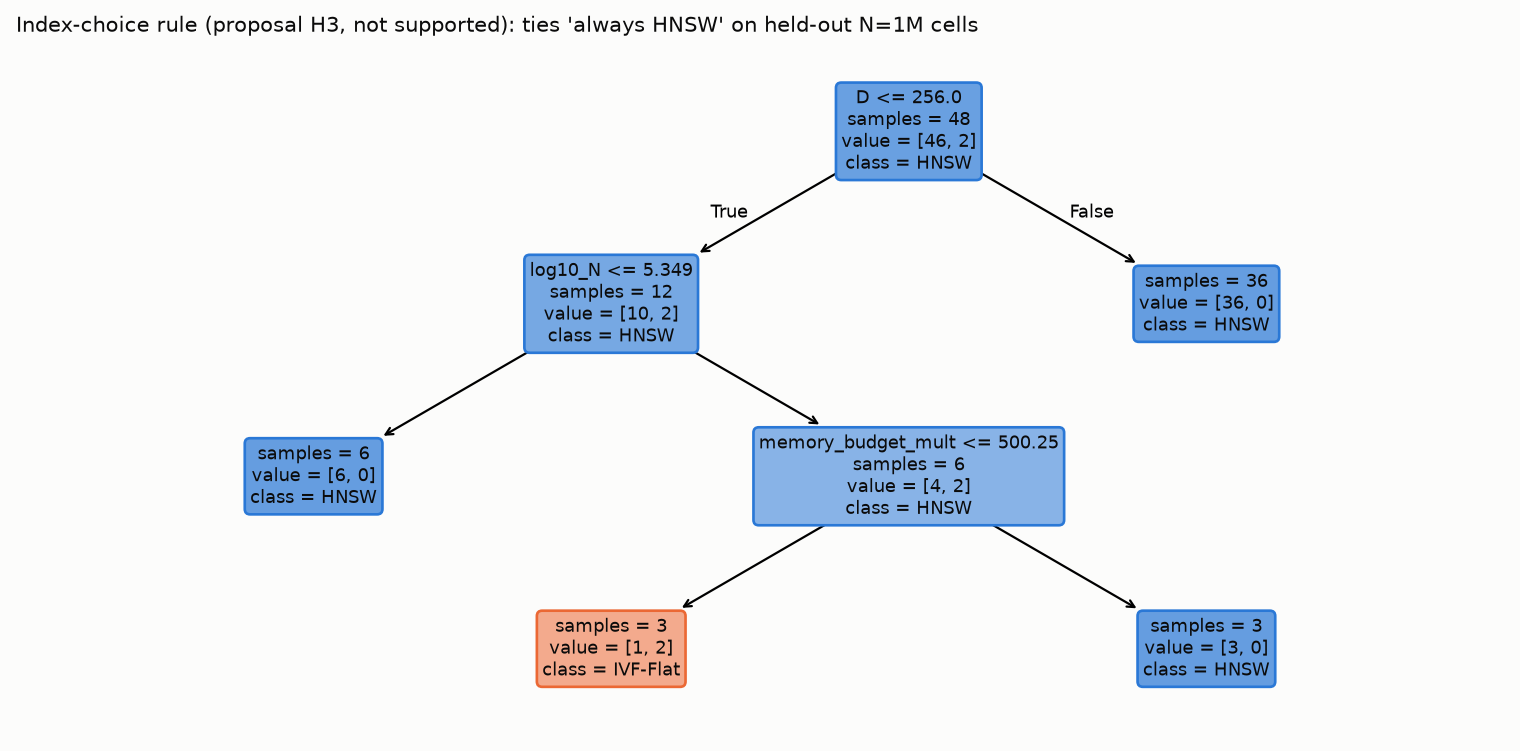 Index-choice rule (proposal H3, not supported): ties 'always HNSW' on held-out N=1M cells
D <= 256.0
samples = 48
value = [46, 2]
class = HNSW
True
False
log10_N <= 5.349
samples = 12
value = [10, 2]
class = HNSW
samples = 36
value = [36, 0]
class = HNSW
samples = 6
value = [6, 0]
class = HNSW
memory_budget_mult <= 500.25
samples = 6
value = [4, 2]
class = HNSW
samples = 3
value = [1, 2]
class = IVF-Flat
samples = 3
value = [3, 0]
class = HNSW